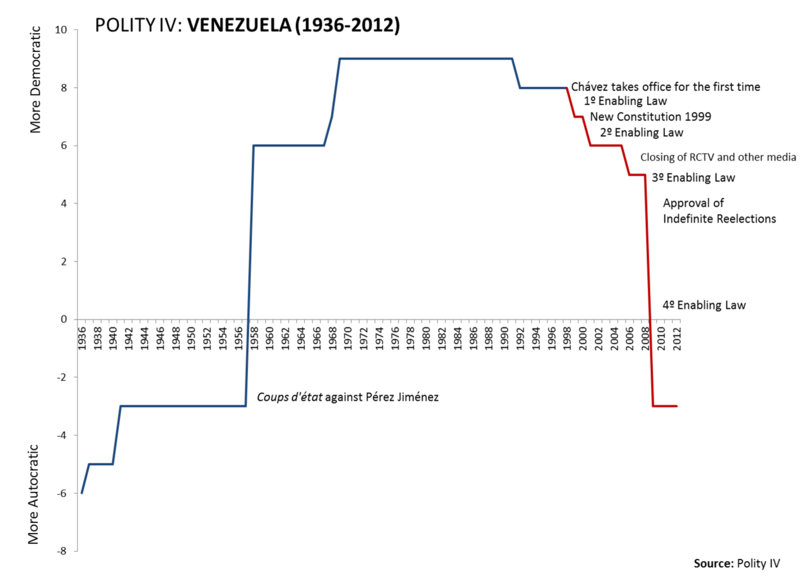 POLITY IV: VENEZUELA (1936-2012)
More Democratic
More Autocratic
10
8
6
4
2
0
-2
-4
-6
-8
Chávez takes office for the first time
1º Enabling Law
New Constitution 1999
2º Enabling Law
Closing of RCTV and other media
3º Enabling Law
Approval of
Indefinite Reelections
4º Enabling Law
1936 1938 1940 1942 1944 1946 1948 1950 1952 1954 1956 1958 1960 1962 1964 1966 1968 1970 1972 1974 1976 1978 1980 1982 1984 1986 1988 1990 1992 1994 1996 1998 2000 2002 2004 2006 2008 2010 2012
Coups d'état against Pérez Jiménez
Source: Polity IV